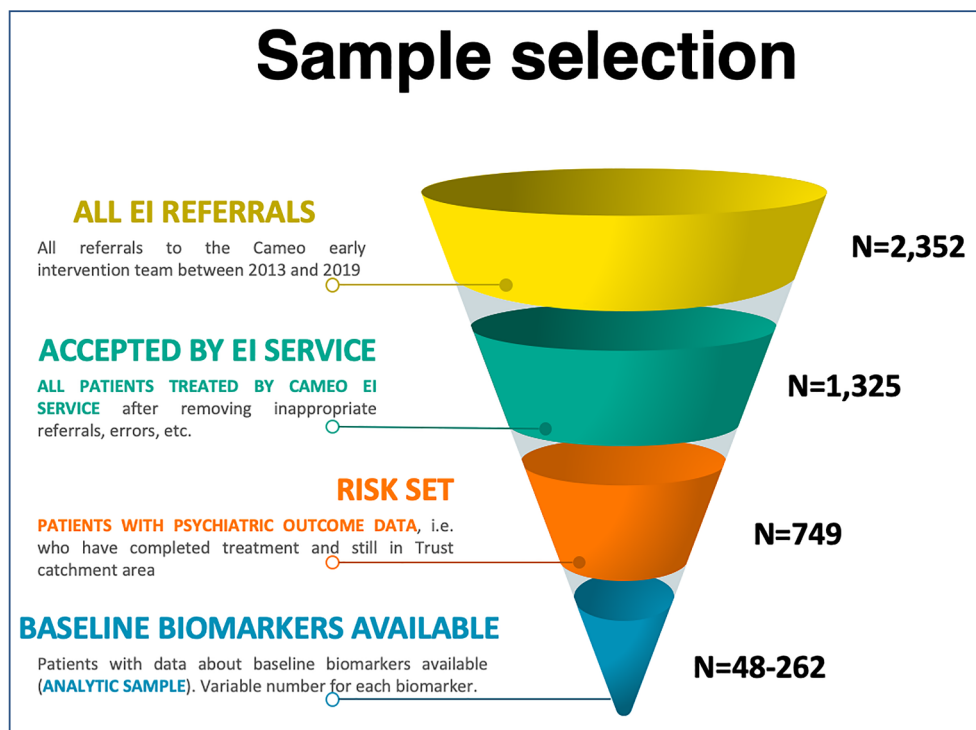 Sample selection
ALL EI REFERRALS
All referrals to the Cameo early
intervention team between 2013 and 2019
N=2,352
ACCEPTED BY EI SERVICE
ALL PATIENTS TREATED BY CAMEO EI
SERVICE after removing inappropriate
referrals, errors, etc.
N=1,325
RISK SET
PATIENTS WITH PSYCHIATRIC OUTCOME DATA, i.e.
who have completed treatment and still in Trust
catchment area
N=749
BASELINE BIOMARKERS AVAILABLE
Patients with data about baseline biomarkers available
(ANALYTIC SAMPLE). Variable number for each biomarker.
N=48-262